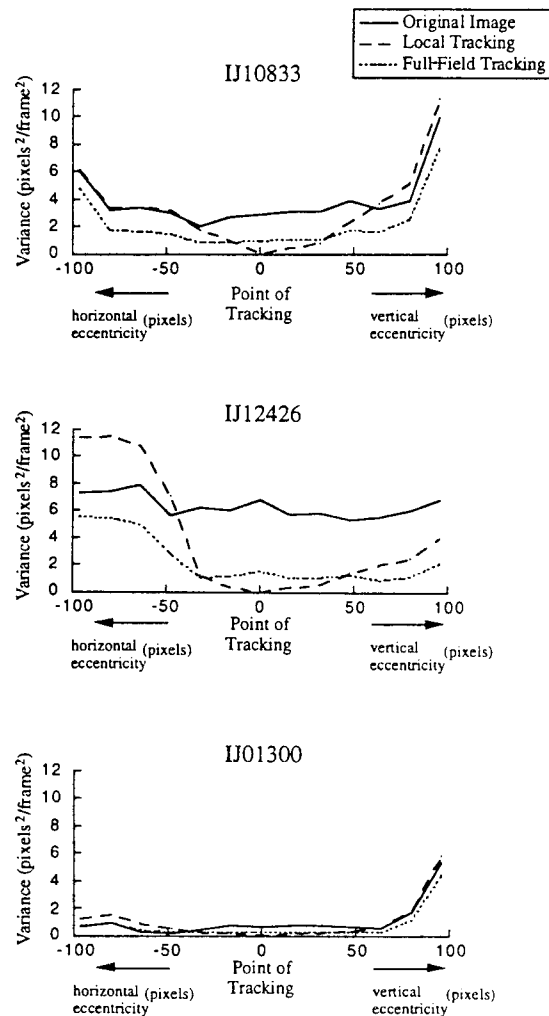 Original Image
Local Tracking
Full-Field Tracking
IJ10833
Variance (pixels²/frame²)
12
10
8
6
4
2
0
-100 -50 0 50 100
Point of
Tracking
horizontal (pixels)
eccentricity
vertical (pixels)
eccentricity
IJ12426
Variance (pixels²/frame²)
12
10
8
6
4
2
0
-100 -50 0 50 100
Point of
Tracking
horizontal (pixels)
eccentricity
vertical (pixels)
eccentricity
IJ01300
Variance (pixels²/frame²)
12
10
8
6
4
2
0
-100 -50 0 50 100
Point of
Tracking
horizontal (pixels)
eccentricity
vertical (pixels)
eccentricity